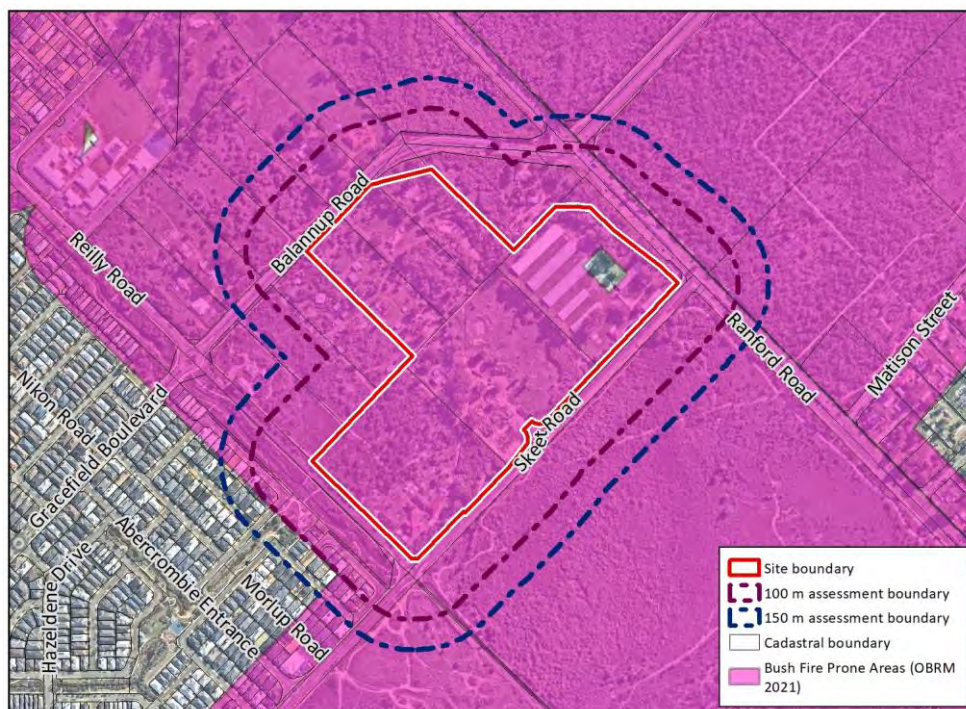 Balannup Road
Reilly Road
Nikon Road
Gracefield Boulevard
Hazeldene Drive
Abercrombie Entrance
Morlup Road
Skeet Road
Ranford Road
Matison Street
Site boundary
100 m assessment boundary
150 m assessment boundary
Cadastral boundary
Bush Fire Prone Areas (OBRM
2021)